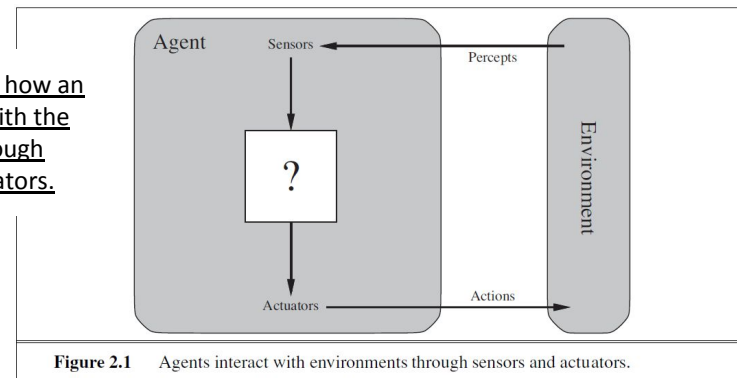 how an
ith the
ough
ators.
Agent
Sensors
Percepts
?
Environment
Actuators
Actions
Figure 2.1 Agents interact with environments through sensors and actuators.